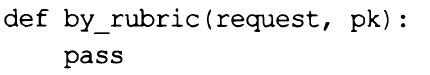 def by_rubric(request, pk):
    pass